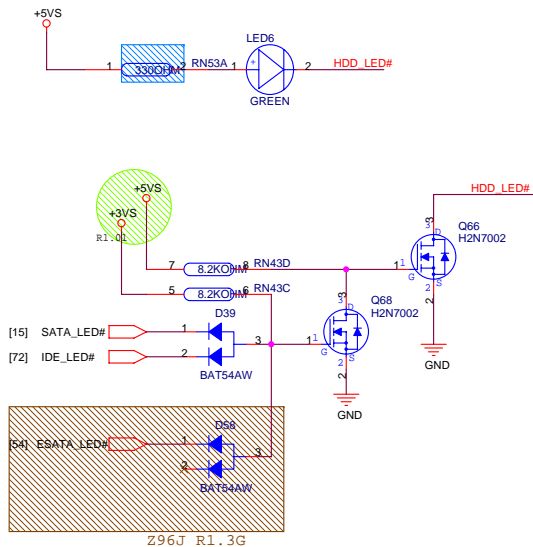 +5VS
LED6
1 330OHM 2 RN53A 1 + 2 HDD_LED#
GREEN
+5VS
+3VS
R1.01
HDD_LED#
3 D Q66
H2N7002
7 8.2KOHM 8 RN43D 1 1 G S
2
5 8.2KOHM 6 RN43C
3 D Q68
H2N7002
D39
[15] SATA_LED# 1
3 1 1 G S
2
[72] IDE_LED# 2
BAT54AW
GND
GND
D58
[54] ESATA_LED# 1
3
2
BAT54AW
Z96J R1.3G